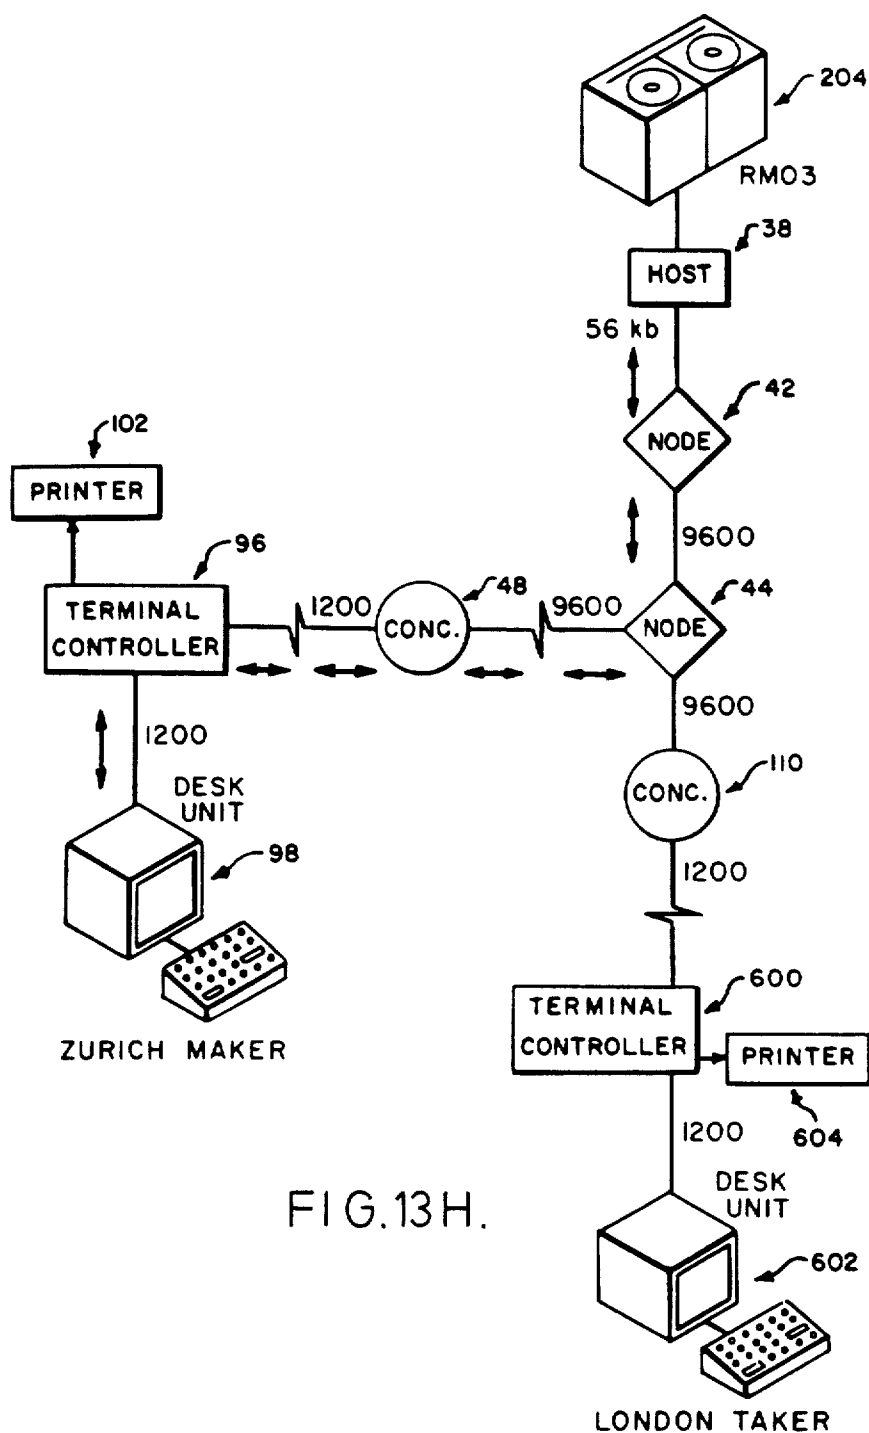 204
RM03
38
HOST
56 kb
42
NODE
102
PRINTER
9600
96
48
44
TERMINAL
CONTROLLER
1200
CONC.
9600
NODE
1200
9600
DESK
UNIT
110
CONC.
98
1200
ZURICH MAKER
600
TERMINAL
CONTROLLER
PRINTER
604
1200
DESK
UNIT
FIG.13H.
602
LONDON TAKER